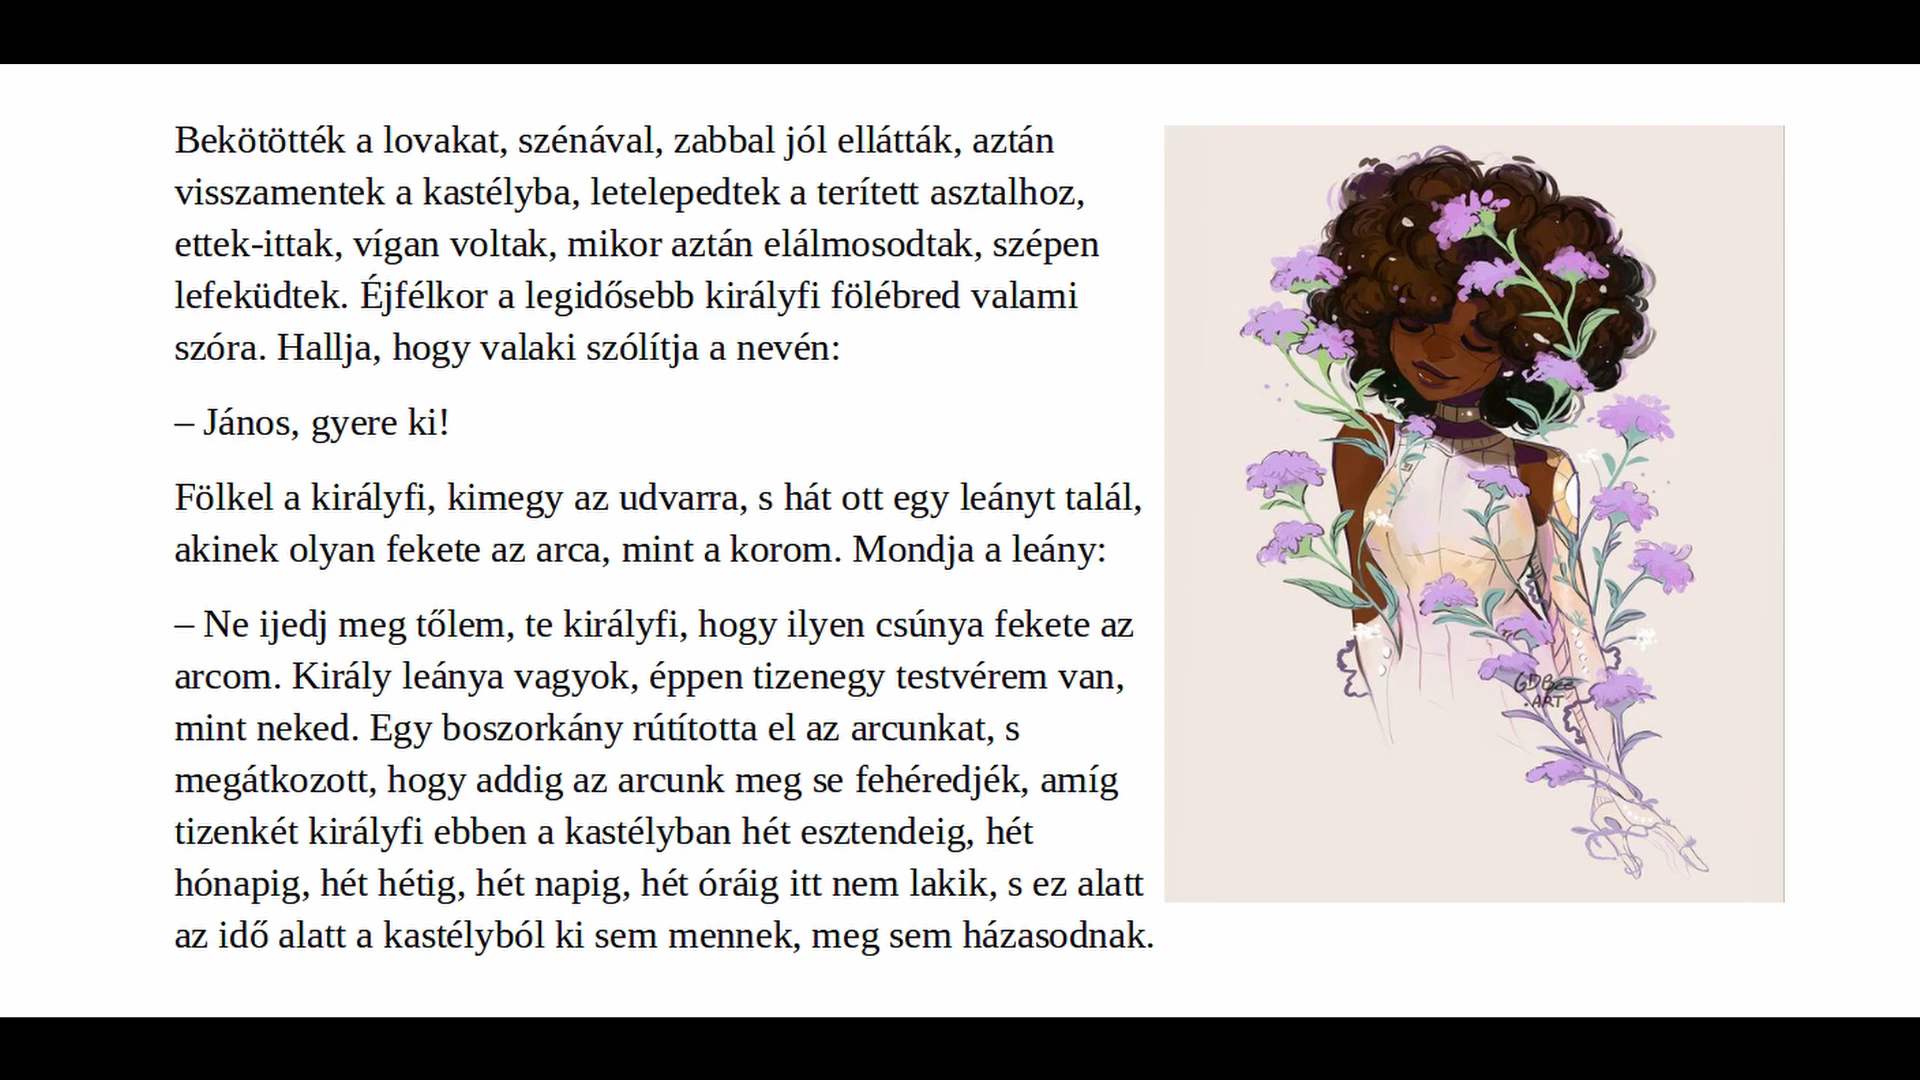 Bekötötték a lovakat, szénával, zabbal jól ellátták, aztán
visszamentek a kastélyba, letelepedtek a terített asztalhoz,
ettek-ittak, vígan voltak, mikor aztán elálmosodtak, szépen
lefeküdtek. Éjfélkor a legidősebb királyfi fölébred valami
szóra. Hallja, hogy valaki szólítja a nevén:
– János, gyere ki!
Fölkel a királyfi, kimegy az udvarra, s hát ott egy leányt talál,
akinek olyan fekete az arca, mint a korom. Mondja a leány:
– Ne ijedj meg tőlem, te királyfi, hogy ilyen csúnya fekete az
arcom. Király leánya vagyok, éppen tizenegy testvérem van,
mint neked. Egy boszorkány rútította el az arcunkat, s
megátkozott, hogy addig az arcunk meg se fehéredjék, amíg
tizenkét királyfi ebben a kastélyban hét esztendeig, hét
hónapig, hét hétig, hét napig, hét óráig itt nem lakik, s ez alatt
az idő alatt a kastélyból ki sem mennek, meg sem házasodnak.
GDBee
.ART